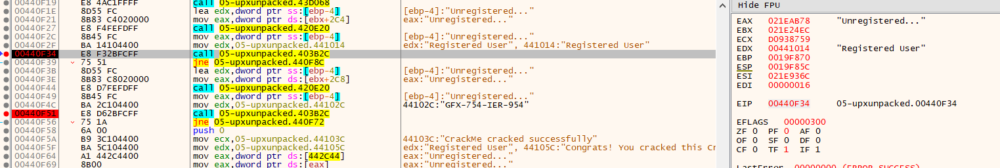 00440F19 E8 4AC1FFFF call 05-upxunpacked.43D068 Hide FPU
00440F1E 8D55 FC lea edx,dword ptr ss:[ebp-4] [ebp-4]:"Unregistered..."
00440F21 8B83 C4020000 mov eax,dword ptr ds:[ebx+2C4] eax:"Unregistered..." EAX 021EAB78 "Unregistered..."
00440F27 E8 F4FEFDFF call 05-upxunpacked.420E20 EBX 021E24EC
00440F2C 8B45 FC mov eax,dword ptr ss:[ebp-4] [ebp-4]:"Unregistered..." ECX D0938759
00440F2F BA 14104400 mov edx,05-upxunpacked.441014 edx:"Registered User", 441014:"Registered User" EDX 00441014 "Registered User"
00440F34 E8 F32BFCFF call 05-upxunpacked.403B2C EBP 0019F870
00440F39 75 51 jne 05-upxunpacked.440F8C ESP 0019F85C
00440F3B 8D55 FC lea edx,dword ptr ss:[ebp-4] [ebp-4]:"Unregistered..." ESI 021E936C
00440F3E 8B83 C8020000 mov eax,dword ptr ds:[ebx+2C8] eax:"Unregistered..." EDI 00000016
00440F44 E8 D7FEFDFF call 05-upxunpacked.420E20
00440F49 8B45 FC mov eax,dword ptr ss:[ebp-4] [ebp-4]:"Unregistered..."
00440F4C BA 2C104400 mov edx,05-upxunpacked.44102C 44102C:"GFX-754-IER-954" EIP 00440F34 05-upxunpacked.00440F34
00440F51 E8 D62BFCFF call 05-upxunpacked.403B2C
00440F56 75 1A jne 05-upxunpacked.440F72 EFLAGS 00000300
00440F58 6A 00 push 0 ZF 0 PF 0 AF 0
00440F5A B9 3C104400 mov ecx,05-upxunpacked.44103C 44103C:"CrackMe cracked successfully" OF 0 SF 0 DF 0
00440F5F BA 5C104400 mov edx,05-upxunpacked.44105C edx:"Registered User", 44105C:"Congrats! You cracked this Cr CF 0 TF 1 IF 1
00440F64 A1 442C4400 mov eax,dword ptr ds:[442C44] eax:"Unregistered..."
00440F69 8B00 mov eax,dword ptr ds:[eax] eax:"Unregistered..." LastError 00000000 (ERROR_SUCCESS)